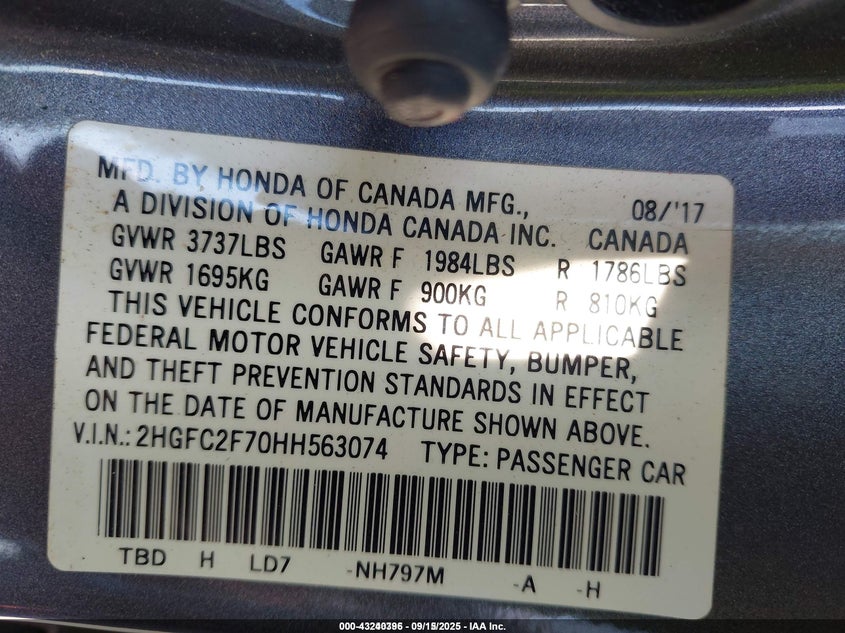 MFD. BY HONDA OF CANADA MFG., 08/'17
A DIVISION OF HONDA CANADA INC. CANADA
GVWR 3737LBS GAWR F 1984LBS R 1786LBS
GVWR 1695KG GAWR F 900KG R 810KG
THIS VEHICLE CONFORMS TO ALL APPLICABLE
FEDERAL MOTOR VEHICLE SAFETY, BUMPER,
AND THEFT PREVENTION STANDARDS IN EFFECT
ON THE DATE OF MANUFACTURE SHOWN ABOVE.
V.I.N.: 2HGFC2F70HH563074 TYPE: PASSENGER CAR
TBD H LD7 -NH797M -A -H
000-43240396 - 09/15/2025 - IAA Inc.